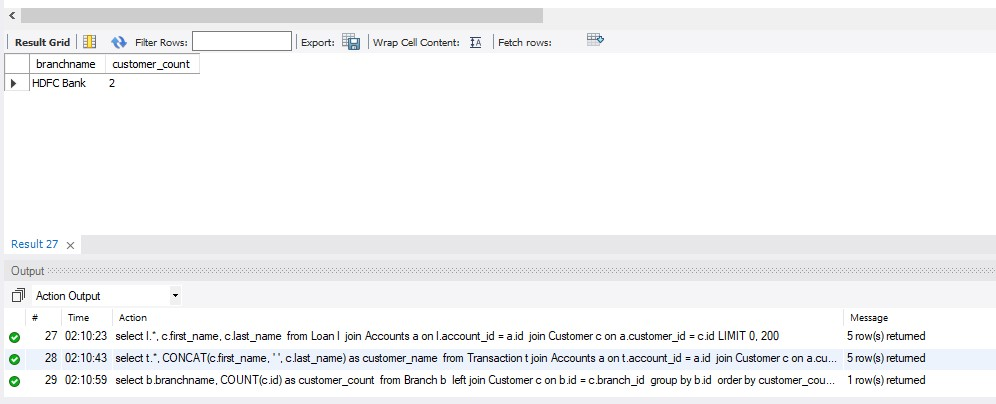 Result Grid Filter Rows: Export: Wrap Cell Content: Fetch rows:
branchname customer_count
HDFC Bank 2
Result 27
Output
Action Output
# Time Action Message
27 02:10:23 select l.*, c.first_name, c.last_name from Loan l join Accounts a on l.account_id = a.id join Customer c on a.customer_id = c.id LIMIT 0, 200 5 row(s) returned
28 02:10:43 select t.*, CONCAT(c.first_name, ' ', c.last_name) as customer_name from Transaction t join Accounts a on t.account_id = a.id join Customer c on a.cu... 5 row(s) returned
29 02:10:59 select b.branchname, COUNT(c.id) as customer_count from Branch b left join Customer c on b.id = c.branch_id group by b.id order by customer_cou... 1 row(s) returned